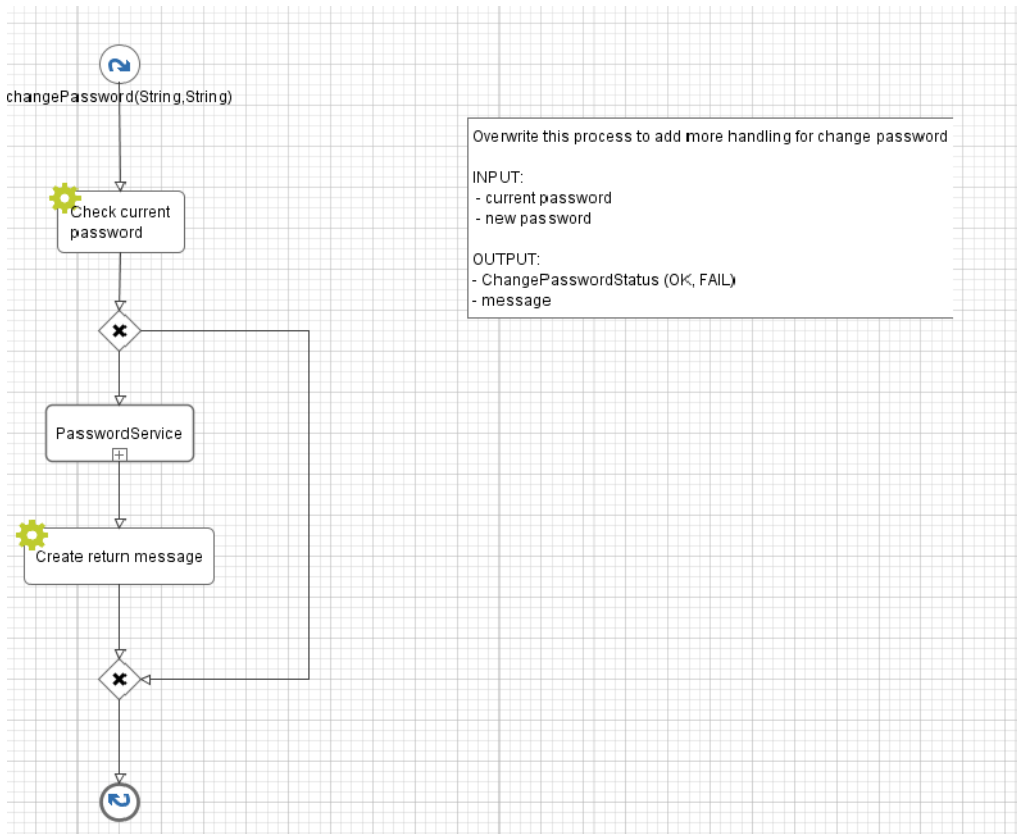 changePassword(String,String)
Overwrite this process to add more handling for change password
INPUT:
- current password
- new password
OUTPUT:
- ChangePasswordStatus (OK, FAIL)
- message
Check current
password
PasswordService
Create return message